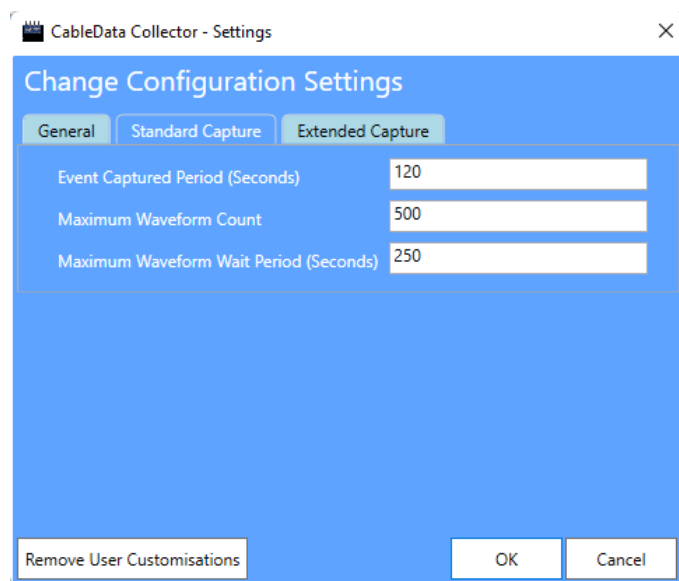 CableData Collector - Settings
Change Configuration Settings
General Standard Capture Extended Capture
Event Captured Period (Seconds) 120
Maximum Waveform Count 500
Maximum Waveform Wait Period (Seconds) 250
Remove User Customisations OK Cancel